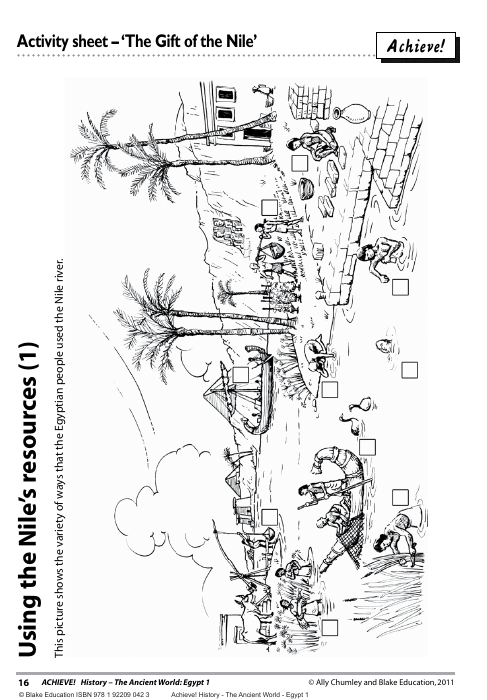 Activity sheet – ‘The Gift of the Nile’
Achieve!
Using the Nile’s resources (1)
This picture shows the variety of ways that the Egyptian people used the Nile river.
16 ACHIEVE! History – The Ancient World: Egypt 1 © Ally Chumley and Blake Education, 2011
© Blake Education ISBN 978 1 92209 042 3 Achieve! History - The Ancient World - Egypt 1